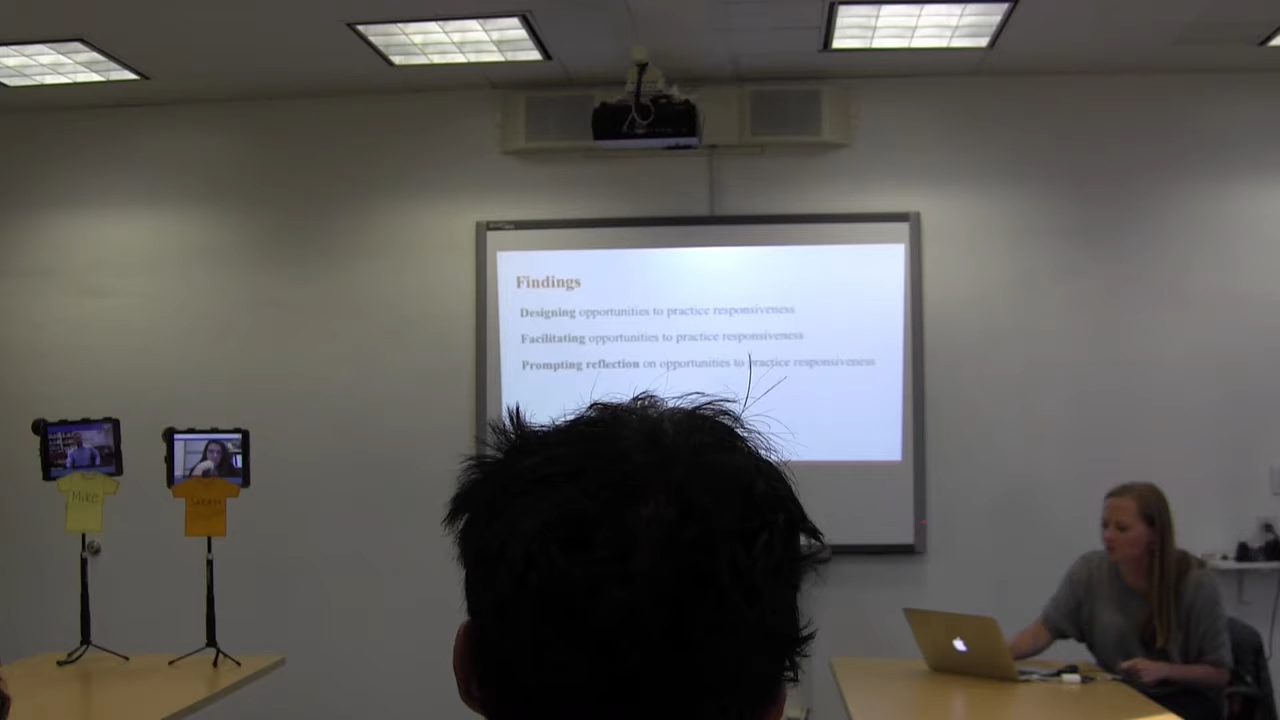 Findings
Designing opportunities to practice responsiveness
Facilitating opportunities to practice responsiveness
Prompting reflection on opportunities to practice responsiveness
Mike
Sarah